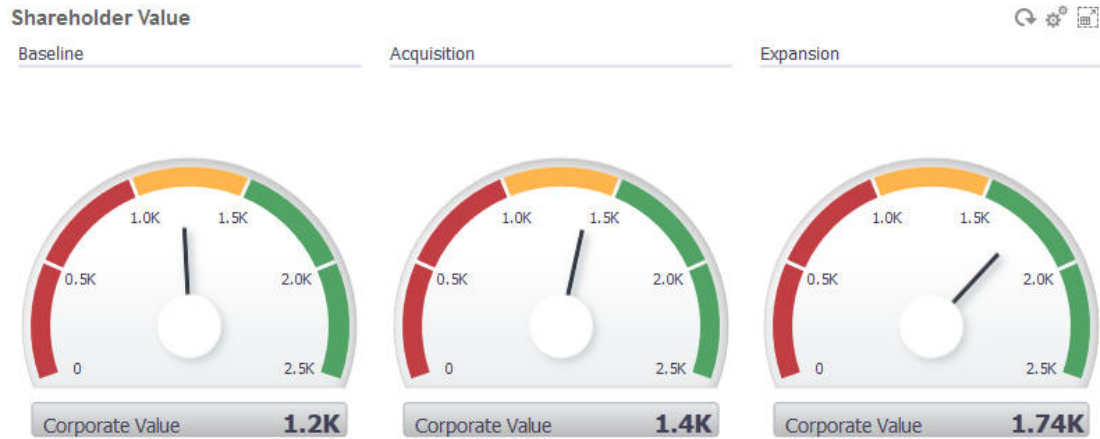 Shareholder Value
Baseline
Acquisition
Expansion
1.0K 1.5K
0.5K 2.0K
0 2.5K
Corporate Value 1.2K
1.0K 1.5K
0.5K 2.0K
0 2.5K
Corporate Value 1.4K
1.0K 1.5K
0.5K 2.0K
0 2.5K
Corporate Value 1.74K